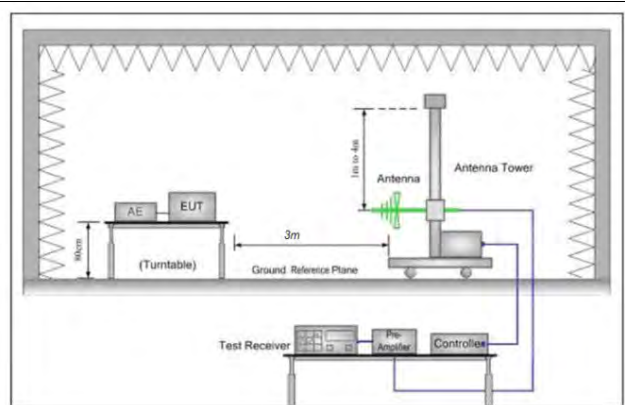 1m to 4m
Antenna
Antenna Tower
AE
EUT
80cm
3m
(Turntable)
Ground Reference Plane
Test Receiver
Pre-
Amplifier
Controller